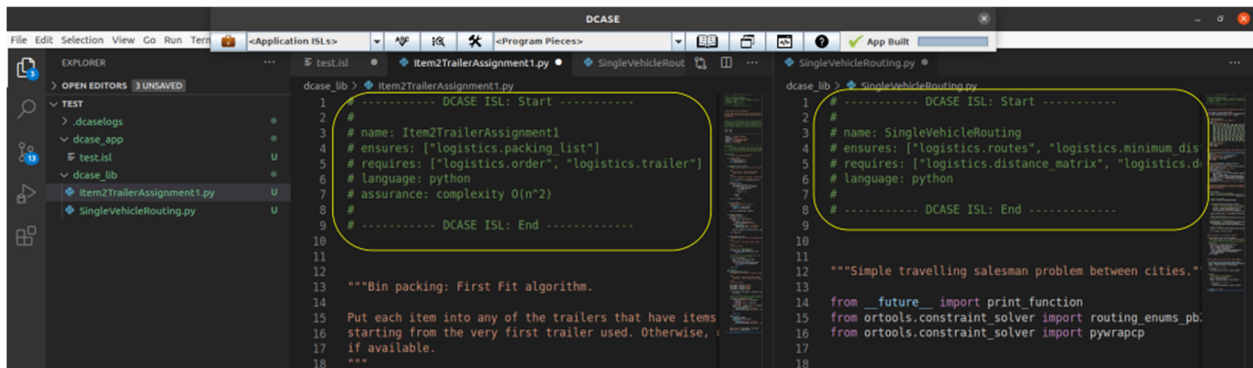 DCASE
File Edit Selection View Go Run Tern
<Application ISLs>
<Program Pieces>
App Built
EXPLORER
OPEN EDITORS 3 UNSAVED
TEST
.dcaselogs
dcase_app
test.isl U
dcase_lib
Item2TrailerAssignment1.py U
SingleVehicleRouting.py U
3
13
test.isl
Item2TrailerAssignment1.py
SingleVehicleRout
dcase_lib > Item2TrailerAssignment1.py
1 # ----------- DCASE ISL: Start -----------
2 #
3 # name: Item2TrailerAssignment1
4 # ensures: ["logistics.packing_list"]
5 # requires: ["logistics.order", "logistics.trailer"]
6 # language: python
7 # assurance: complexity O(n^2)
8 #
9 # ----------- DCASE ISL: End -------------
10
11
12
13 """Bin packing: First Fit algorithm.
14
15 Put each item into any of the trailers that have items
16 starting from the very first trailer used. Otherwise,
17 if available.
18 """
SingleVehicleRouting.py
dcase_lib > SingleVehicleRouting.py
1 # ----------- DCASE ISL: Start -----------
2 #
3 # name: SingleVehicleRouting
4 # ensures: ["logistics.routes", "logistics.minimum_dis
5 # requires: ["logistics.distance_matrix", "logistics.de
6 # language: python
7 #
8 # ----------- DCASE ISL: End -------------
9
10
11
12 """Simple travelling salesman problem between cities."
13
14 from __future__ import print_function
15 from ortools.constraint_solver import routing_enums_pb2
16 from ortools.constraint_solver import pywrapcp
17
18